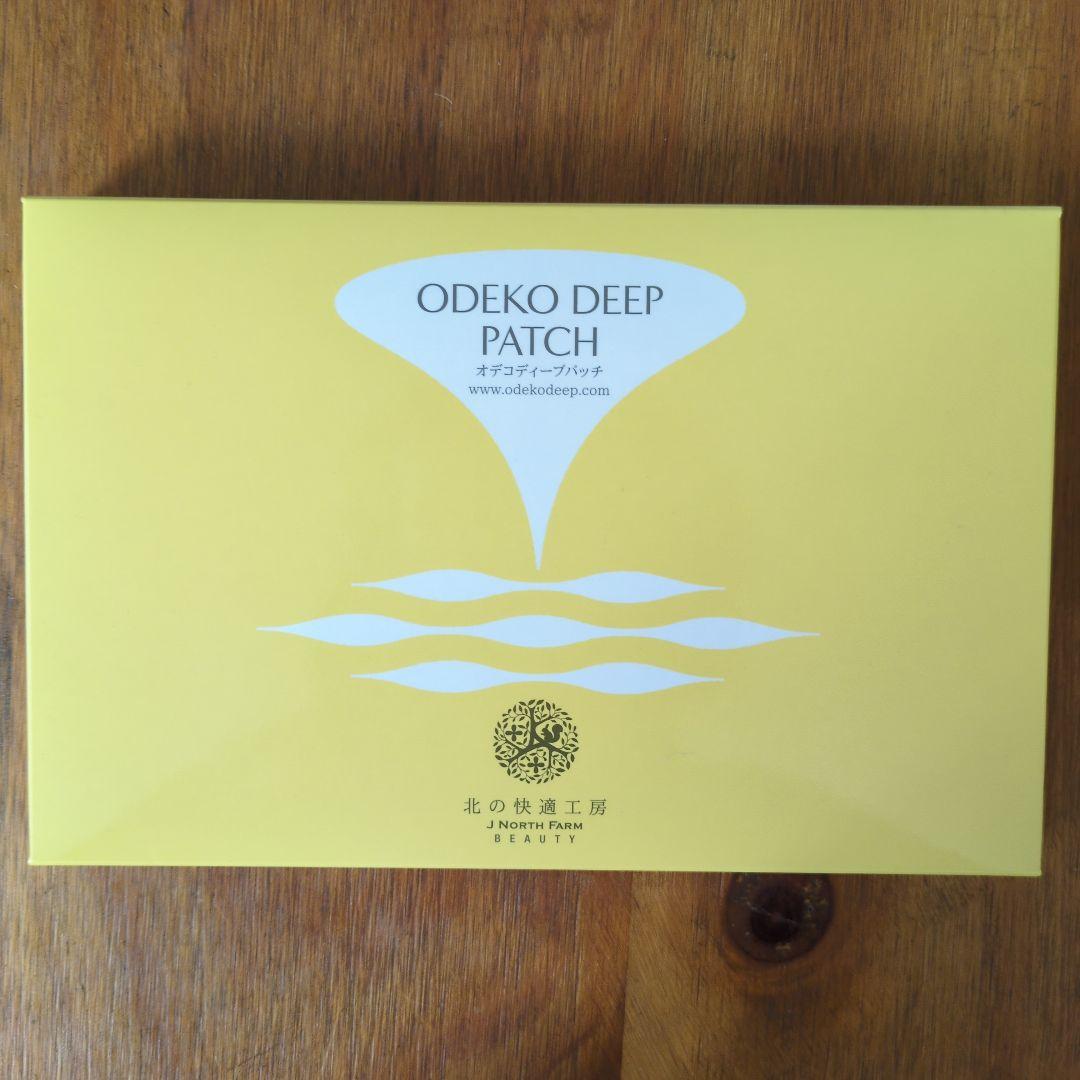 ODEKO DEEP
PATCH
オデコディープパッチ
www.odekodeep.com
北の快適工房
J NORTH FARM
BEAUTY